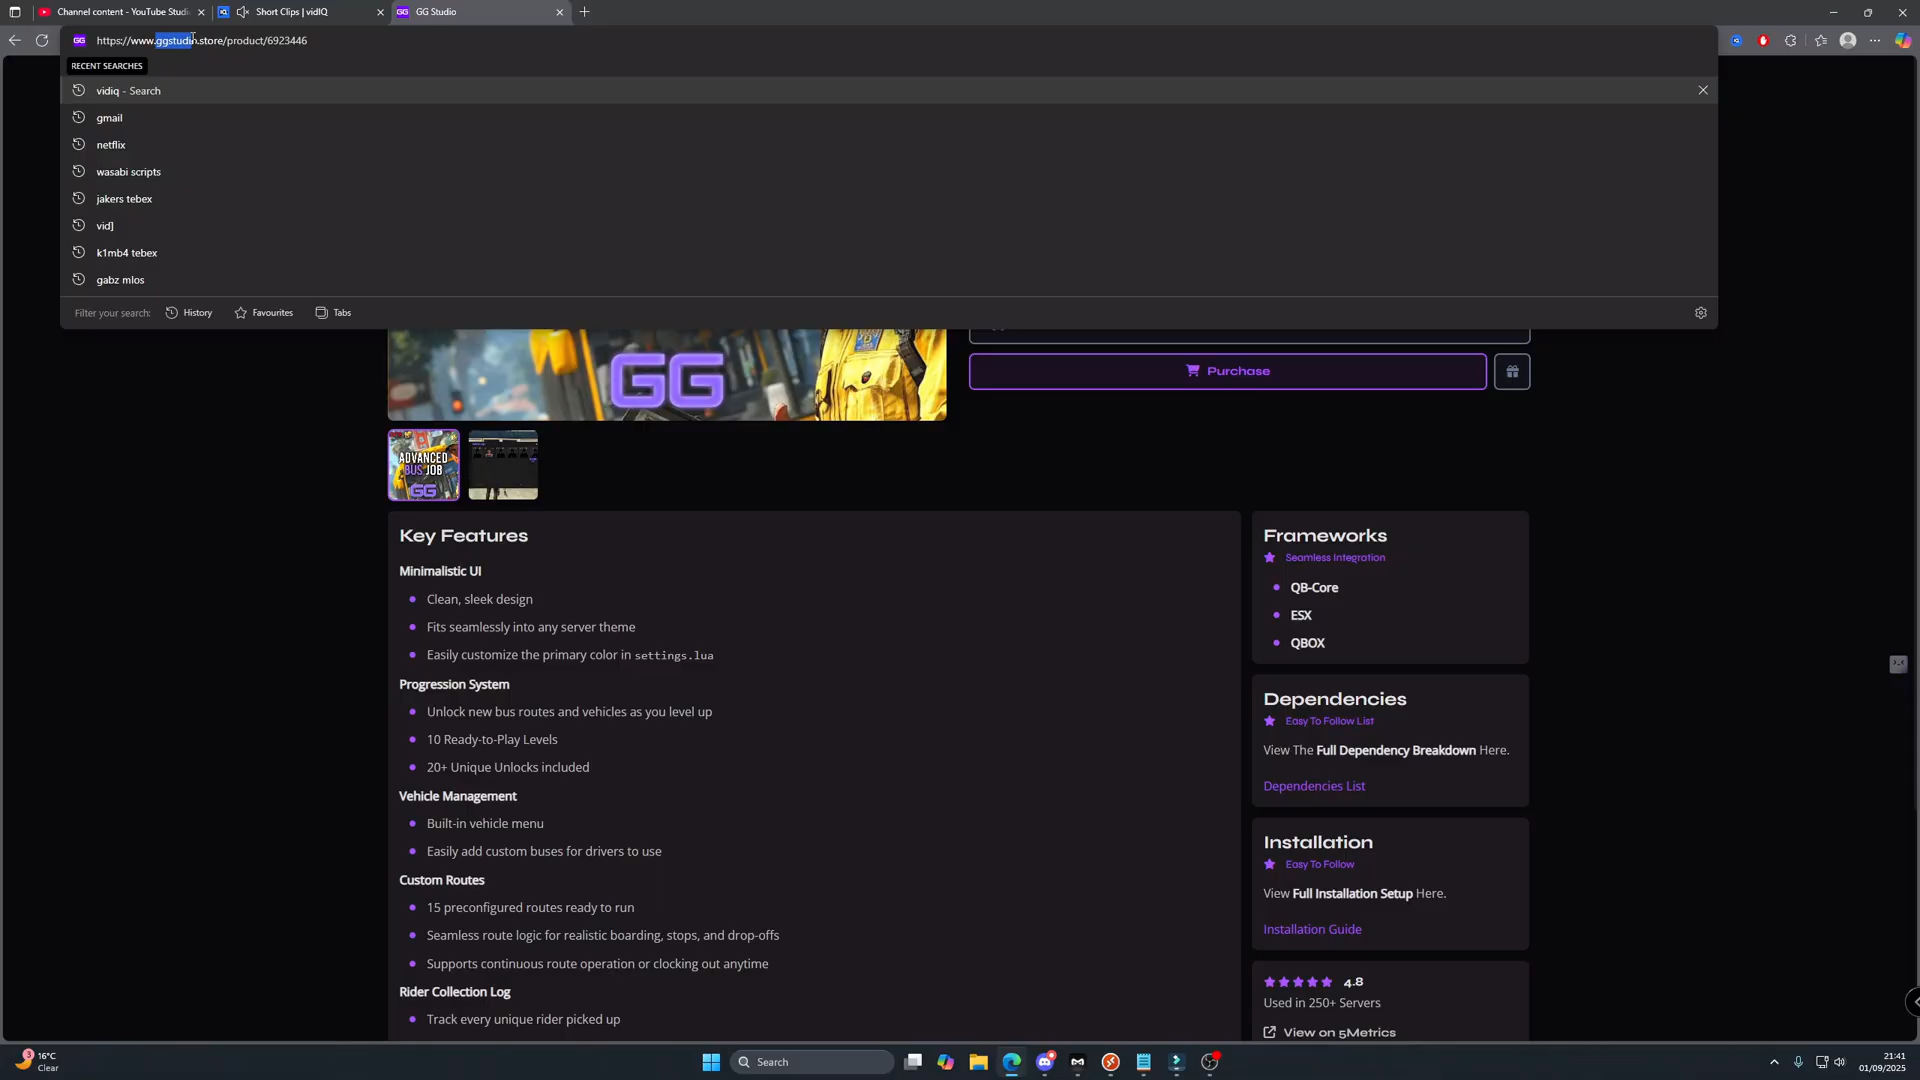 Channel content - YouTube Studi
Short Clips | vidIQ
GG Studio
https://www.ggstudio.store/product/6923446
RECENT SEARCHES
vidiq - Search
gmail
netflix
wasabi scripts
jakers tebex
vid]
k1mb4 tebex
gabz mlos
Filter your search:
History
Favourites
Tabs
GG
Purchase
ADVANCED
BUS JOB
GG
Key Features
Minimalistic UI
Clean, sleek design
Fits seamlessly into any server theme
Easily customize the primary color in settings.lua
Progression System
Unlock new bus routes and vehicles as you level up
10 Ready-to-Play Levels
20+ Unique Unlocks included
Vehicle Management
Built-in vehicle menu
Easily add custom buses for drivers to use
Custom Routes
15 preconfigured routes ready to run
Seamless route logic for realistic boarding, stops, and drop-offs
Supports continuous route operation or clocking out anytime
Rider Collection Log
Track every unique rider picked up
Frameworks
Seamless Integration
QB-Core
ESX
QBOX
Dependencies
Easy To Follow List
View The Full Dependency Breakdown Here.
Dependencies List
Installation
Easy To Follow
View Full Installation Setup Here.
Installation Guide
4.8
Used in 250+ Servers
View on 5Metrics
3
16°C
Clear
Search
21:41
01/09/2025